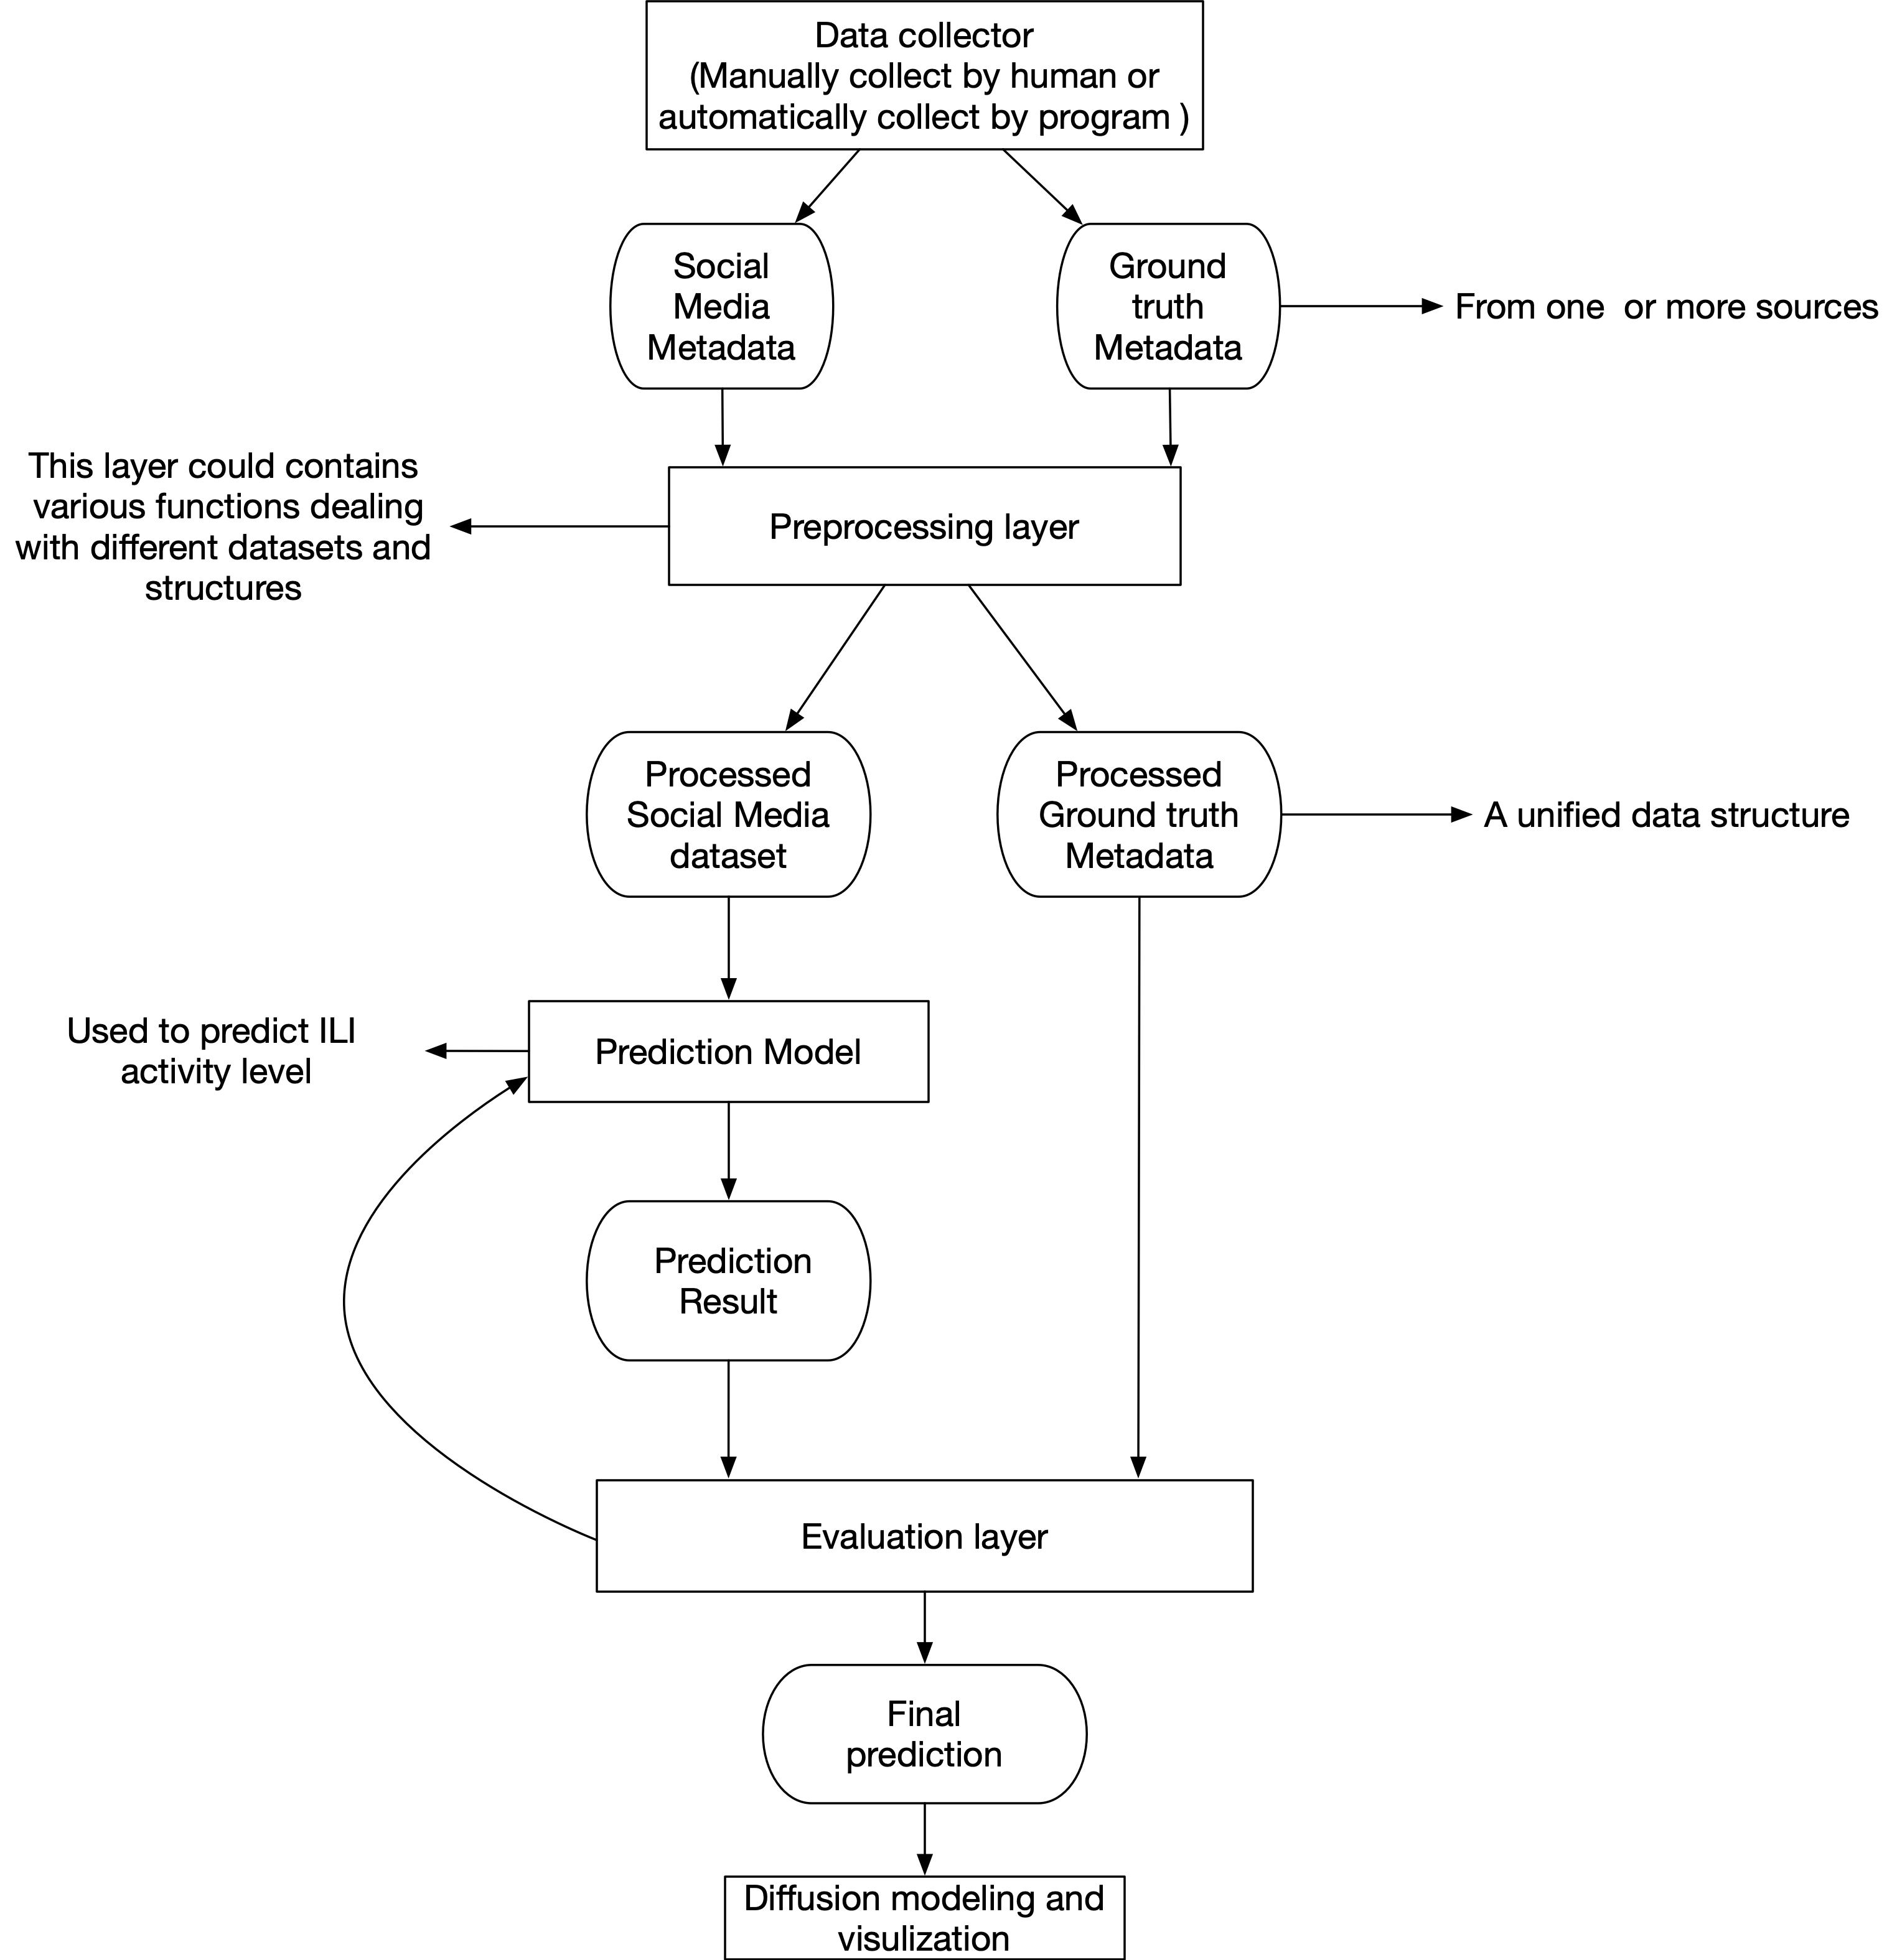 Data collector
(Manually collect by human or
automatically collect by program )
Social
Media
Metadata
Ground
truth
Metadata
From one  or more sources
This layer could contains
various functions dealing
with different datasets and
structures
Preprocessing layer
Processed
Social Media
dataset
Processed
Ground truth
Metadata
A unified data structure
Used to predict ILI
activity level
Prediction Model
Prediction
Result
Evaluation layer
Final
prediction
Diffusion modeling and
visulization